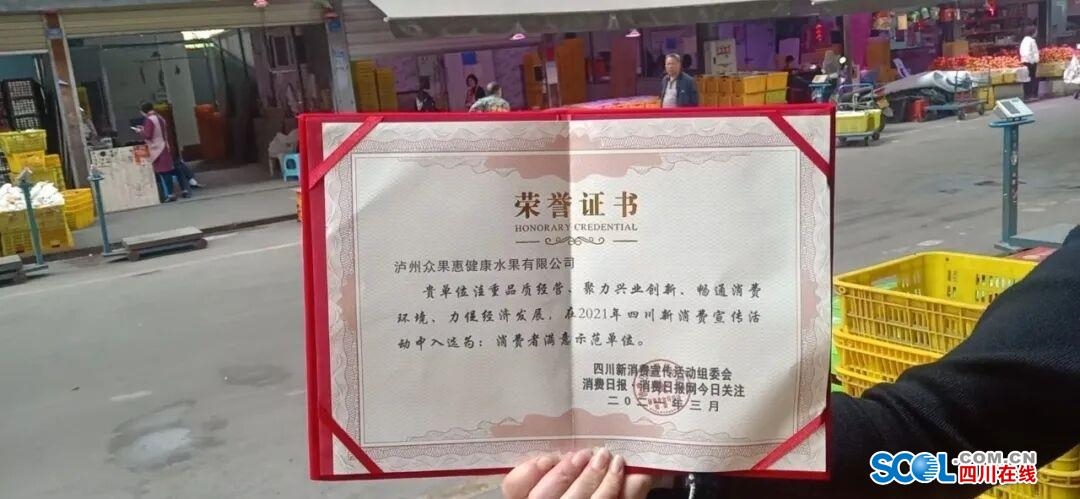 荣誉证书
HONORARY CREDENTIAL
泸州众果惠健康水果有限公司
贵单位注重品质经营、聚力兴业创新、畅通消费
环境、力促经济发展，在2021年四川新消费宣传活
动中入选为：消费者满意示范单位。
四川新消费宣传活动组委会
消费日报·消费日报网今日关注
二〇二一年三月
SCOL.COM.CN
四川在线